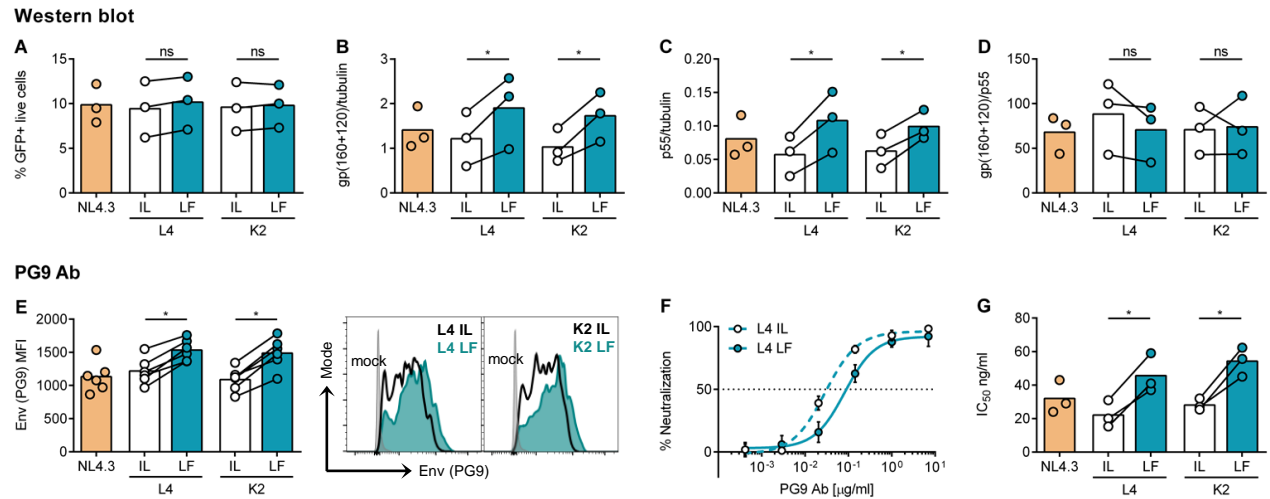 Western blot
A
% GFP+ live cells
15
10
5
0
ns
ns
NL4.3
IL
LF
IL
LF
L4
K2
B
gp(160+120)/tubulin
3
2
1
0
*
*
NL4.3
IL
LF
IL
LF
L4
K2
C
p55/tubulin
0.20
0.15
0.10
0.05
0.00
*
*
NL4.3
IL
LF
IL
LF
L4
K2
D
gp(160+120)/p55
150
100
50
0
ns
ns
NL4.3
IL
LF
IL
LF
L4
K2
PG9 Ab
E
Env (PG9) MFI
2000
1500
1000
500
0
*
*
NL4.3
IL
LF
IL
LF
L4
K2
Mode
mock
L4 IL
L4 LF
mock
K2 IL
K2 LF
Env (PG9)
F
% Neutralization
100
50
0
L4 IL
L4 LF
10⁻³
10⁻²
10⁻¹
10⁰
10¹
PG9 Ab [µg/ml]
G
IC₅₀ ng/ml
80
60
40
20
0
*
*
NL4.3
IL
LF
IL
LF
L4
K2